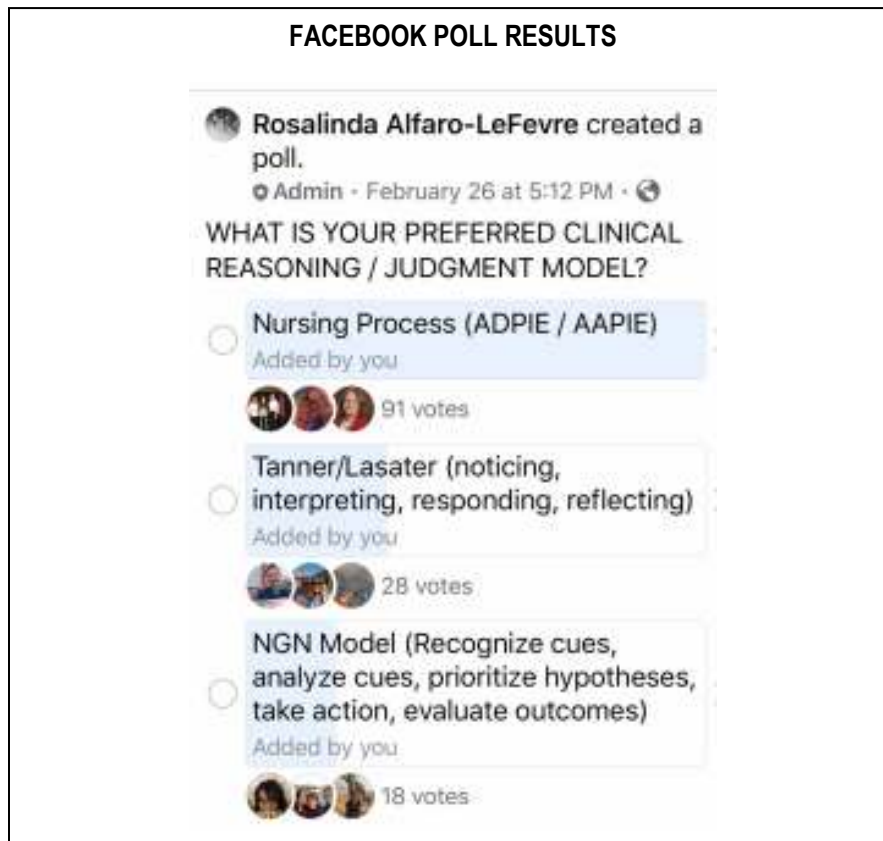 FACEBOOK POLL RESULTS
Rosalinda Alfaro-LeFevre created a
poll.
Admin · February 26 at 5:12 PM ·
WHAT IS YOUR PREFERRED CLINICAL
REASONING / JUDGMENT MODEL?
Nursing Process (ADPIE / AAPIE)
Added by you
91 votes
Tanner/Lasater (noticing,
interpreting, responding, reflecting)
Added by you
28 votes
NGN Model (Recognize cues,
analyze cues, prioritize hypotheses,
take action, evaluate outcomes)
Added by you
18 votes